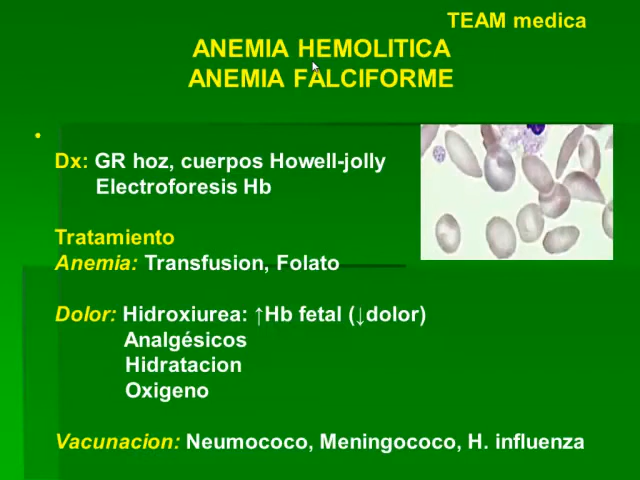 TEAM medica
ANEMIA HEMOLITICA
ANEMIA FALCIFORME
Dx: GR hoz, cuerpos Howell-jolly
Electroforesis Hb
Tratamiento
Anemia: Transfusion, Folato
Dolor: Hidroxiurea: ↑Hb fetal (↓dolor)
Analgésicos
Hidratacion
Oxigeno
Vacunacion: Neumococo, Meningococo, H. influenza